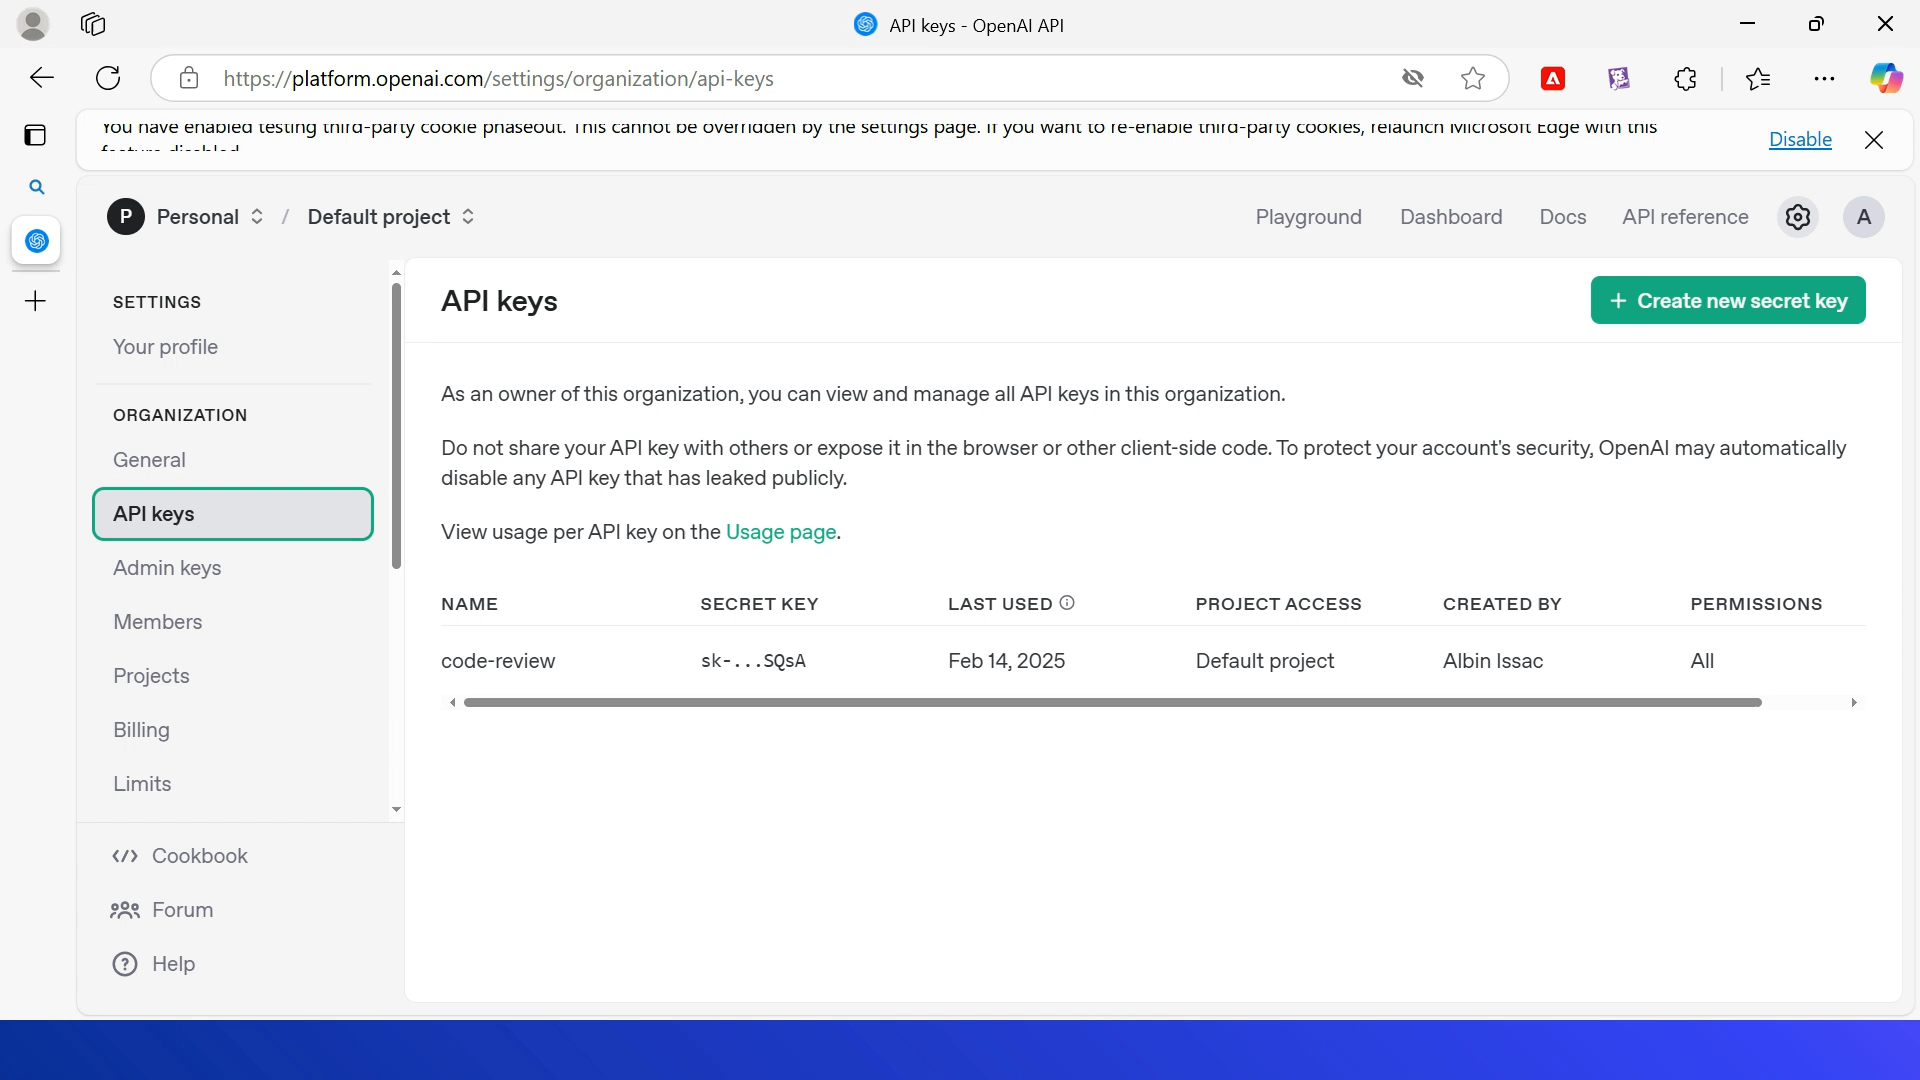 API keys - OpenAI API
https://platform.openai.com/settings/organization/api-keys
You have enabled testing third-party cookie phaseout. This cannot be overridden by the settings page. If you want to re-enable third-party cookies, relaunch Microsoft Edge with this
feature disabled
Disable
P Personal / Default project
Playground Dashboard Docs API reference A
SETTINGS
Your profile
ORGANIZATION
General
API keys
Admin keys
Members
Projects
Billing
Limits
Cookbook
Forum
Help
API keys
+ Create new secret key
As an owner of this organization, you can view and manage all API keys in this organization.
Do not share your API key with others or expose it in the browser or other client-side code. To protect your account's security, OpenAI may automatically
disable any API key that has leaked publicly.
View usage per API key on the Usage page.
NAME SECRET KEY LAST USED PROJECT ACCESS CREATED BY PERMISSIONS
code-review sk-...SQsA Feb 14, 2025 Default project Albin Issac All